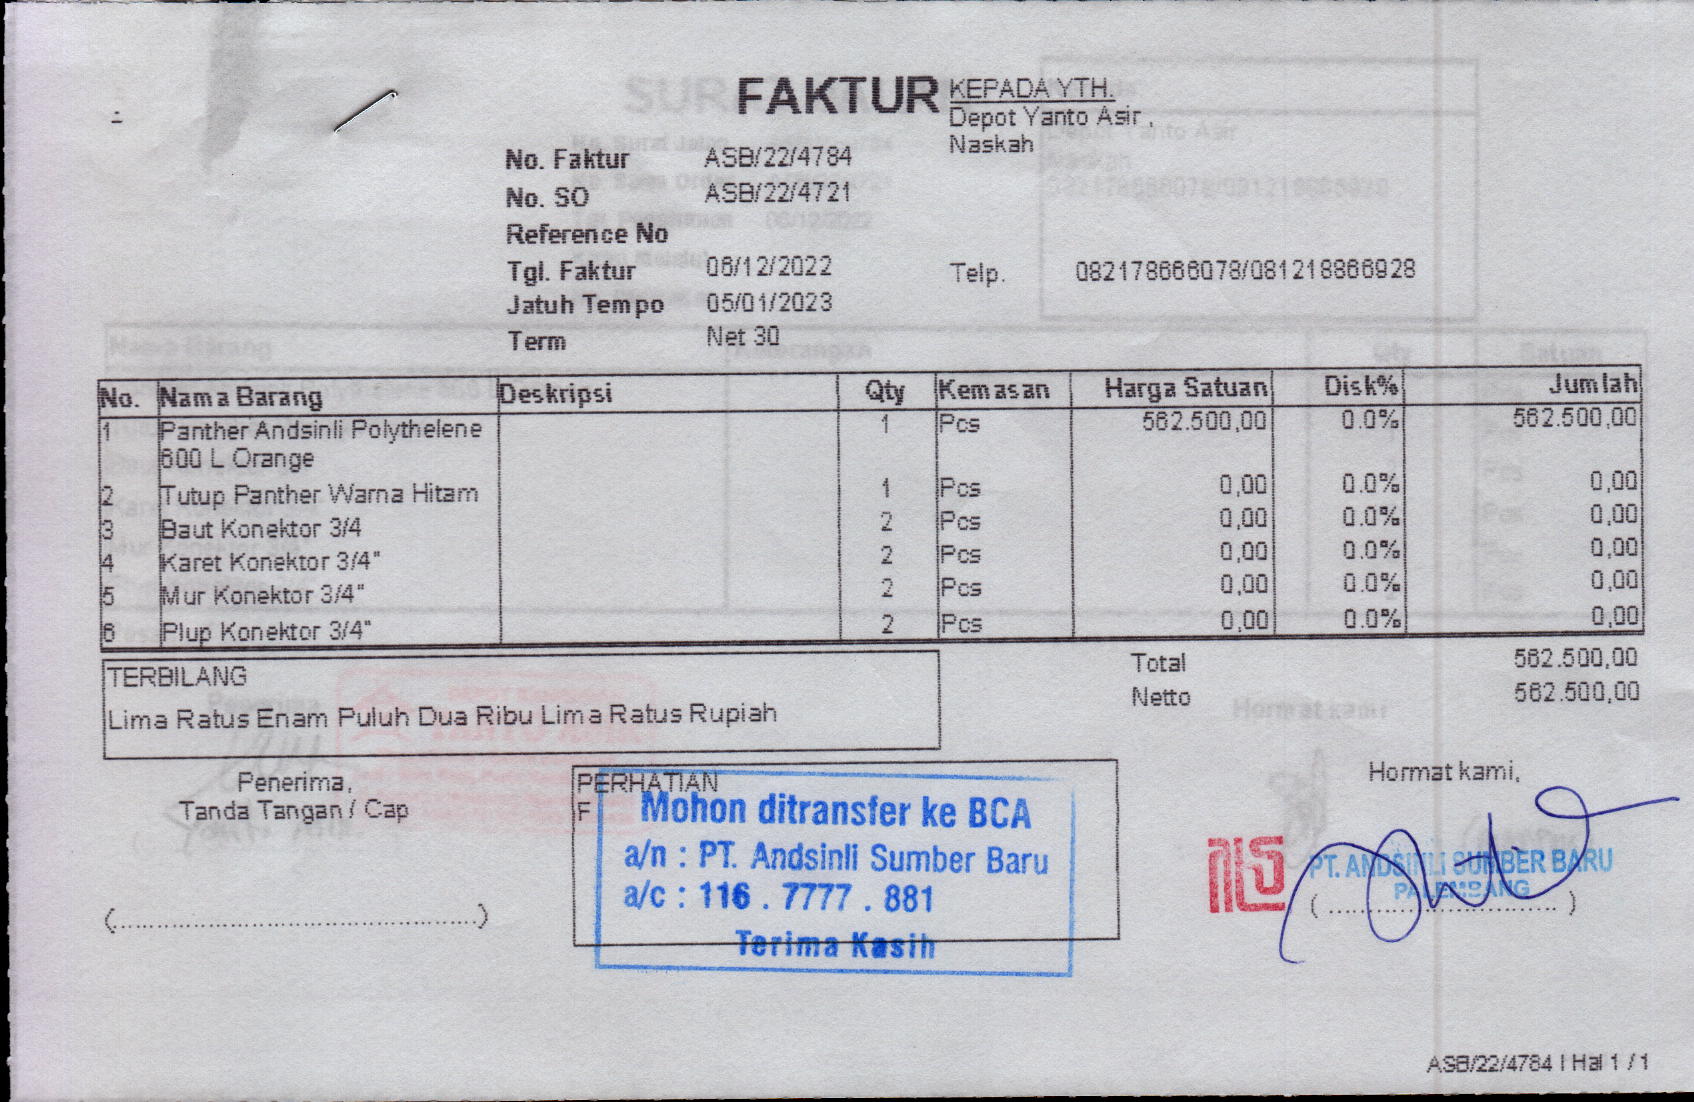 FAKTUR
KEPADA YTH.
Depot Yanto Asir ,
Naskah
No. Faktur ASB/22/4784
No. SO ASB/22/4721
Reference No
Tgl. Faktur 06/12/2022
Telp. 082178666078/081218866928
Jatuh Tempo 05/01/2023
Term Net 30
No. Nama Barang Deskripsi Qty Kemasan Harga Satuan Disk% Jumlah
1 Panther Andsinli Polythelene 1 Pcs 562.500,00 0.0% 562.500,00
600 L Orange
2 Tutup Panther Warna Hitam 1 Pcs 0,00 0.0% 0,00
3 Baut Konektor 3/4 2 Pcs 0,00 0.0% 0,00
4 Karet Konektor 3/4" 2 Pcs 0,00 0.0% 0,00
5 Mur Konektor 3/4" 2 Pcs 0,00 0.0% 0,00
6 Plup Konektor 3/4" 2 Pcs 0,00 0.0% 0,00
Total 562.500,00
Netto 562.500,00
TERBILANG
Lima Ratus Enam Puluh Dua Ribu Lima Ratus Rupiah
Penerima,
Tanda Tangan / Cap
(....................................................)
PERHATIAN
F
Mohon ditransfer ke BCA
a/n : PT. Andsinli Sumber Baru
a/c : 116 . 7777 . 881
Terima Kasih
Hormat kami,
PT. ANDSINLI SUMBER BARU
PALEMBANG
( ................................ )
ASB/22/4784 | Hal 1 / 1